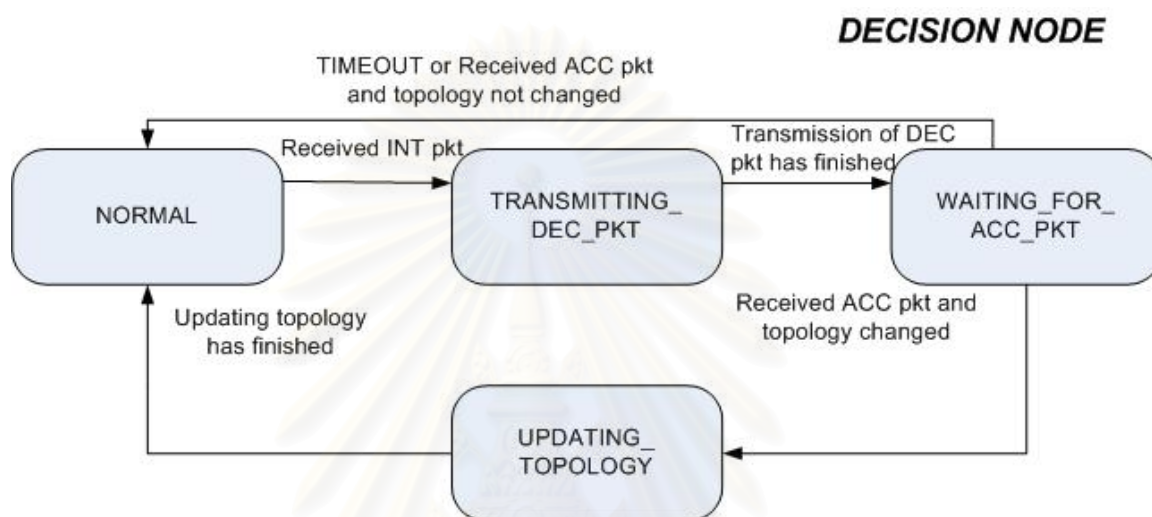 DECISION NODE
TIMEOUT or Received ACC pkt
and topology not changed
Received INT pkt
Transmission of DEC
pkt has finished
NORMAL
TRANSMITTING_
DEC_PKT
WAITING_FOR_
ACC_PKT
Updating topology
has finished
Received ACC pkt and
topology changed
UPDATING_
TOPOLOGY